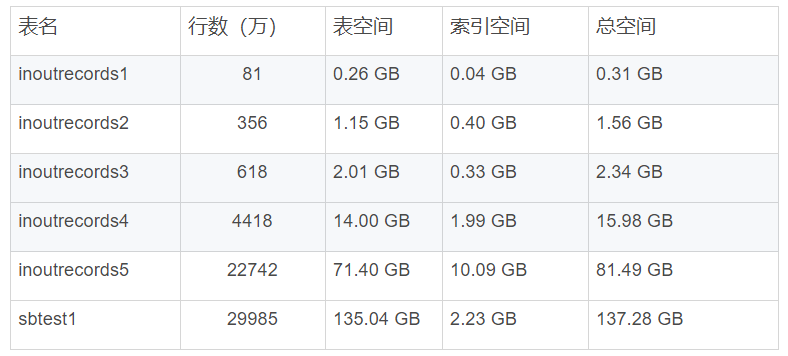 表名 行数（万） 表空间 索引空间 总空间
inoutrecords1 81 0.26 GB 0.04 GB 0.31 GB
inoutrecords2 356 1.15 GB 0.40 GB 1.56 GB
inoutrecords3 618 2.01 GB 0.33 GB 2.34 GB
inoutrecords4 4418 14.00 GB 1.99 GB 15.98 GB
inoutrecords5 22742 71.40 GB 10.09 GB 81.49 GB
sbtest1 29985 135.04 GB 2.23 GB 137.28 GB